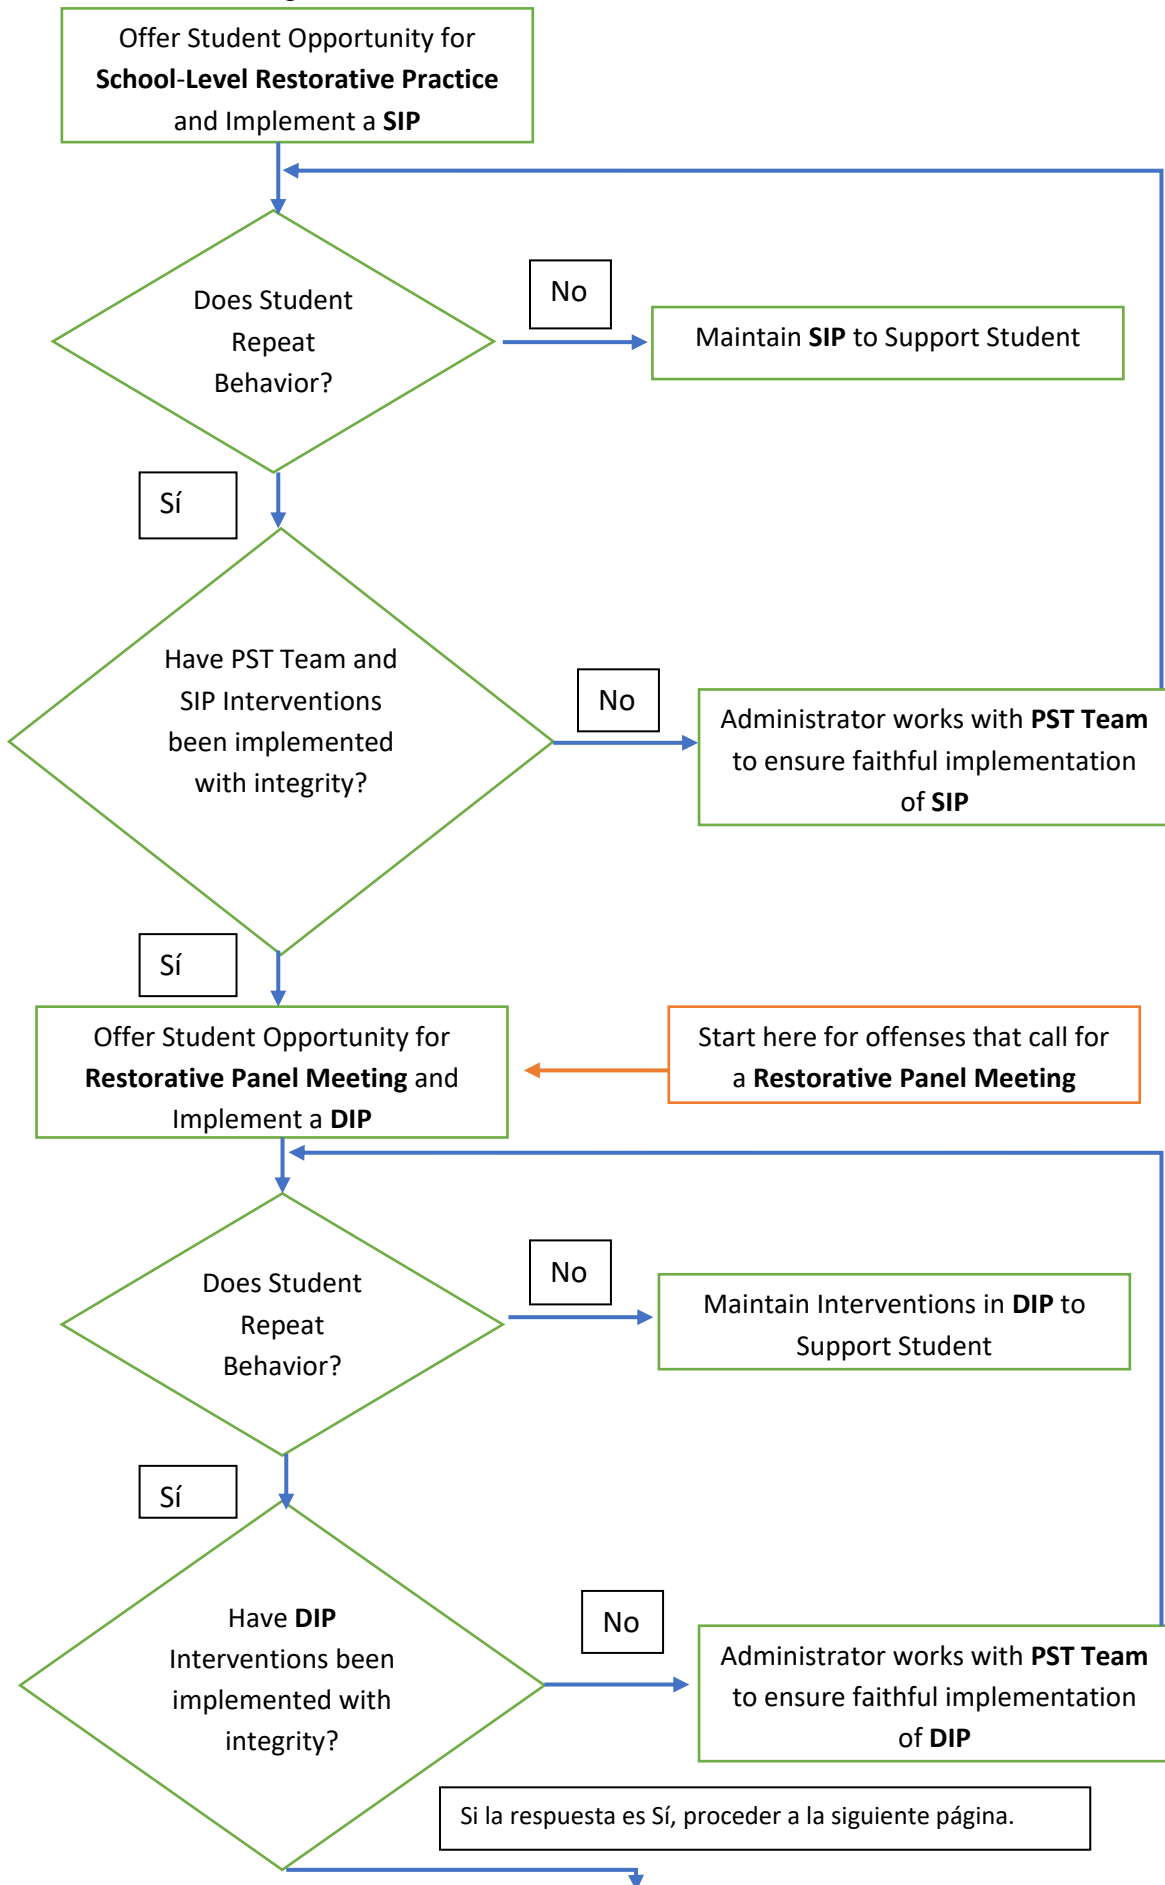 Offer Student Opportunity for
School-Level Restorative Practice
and Implement a SIP
Does Student
Repeat
Behavior?
No
Maintain SIP to Support Student
Sí
Have PST Team and
SIP Interventions
been implemented
with integrity?
No
Administrator works with PST Team
to ensure faithful implementation
of SIP
Sí
Offer Student Opportunity for
Restorative Panel Meeting and
Implement a DIP
Start here for offenses that call for
a Restorative Panel Meeting
Does Student
Repeat
Behavior?
No
Maintain Interventions in DIP to
Support Student
Sí
Have DIP
Interventions been
implemented with
integrity?
No
Administrator works with PST Team
to ensure faithful implementation
of DIP
Si la respuesta es Sí, proceder a la siguiente página.